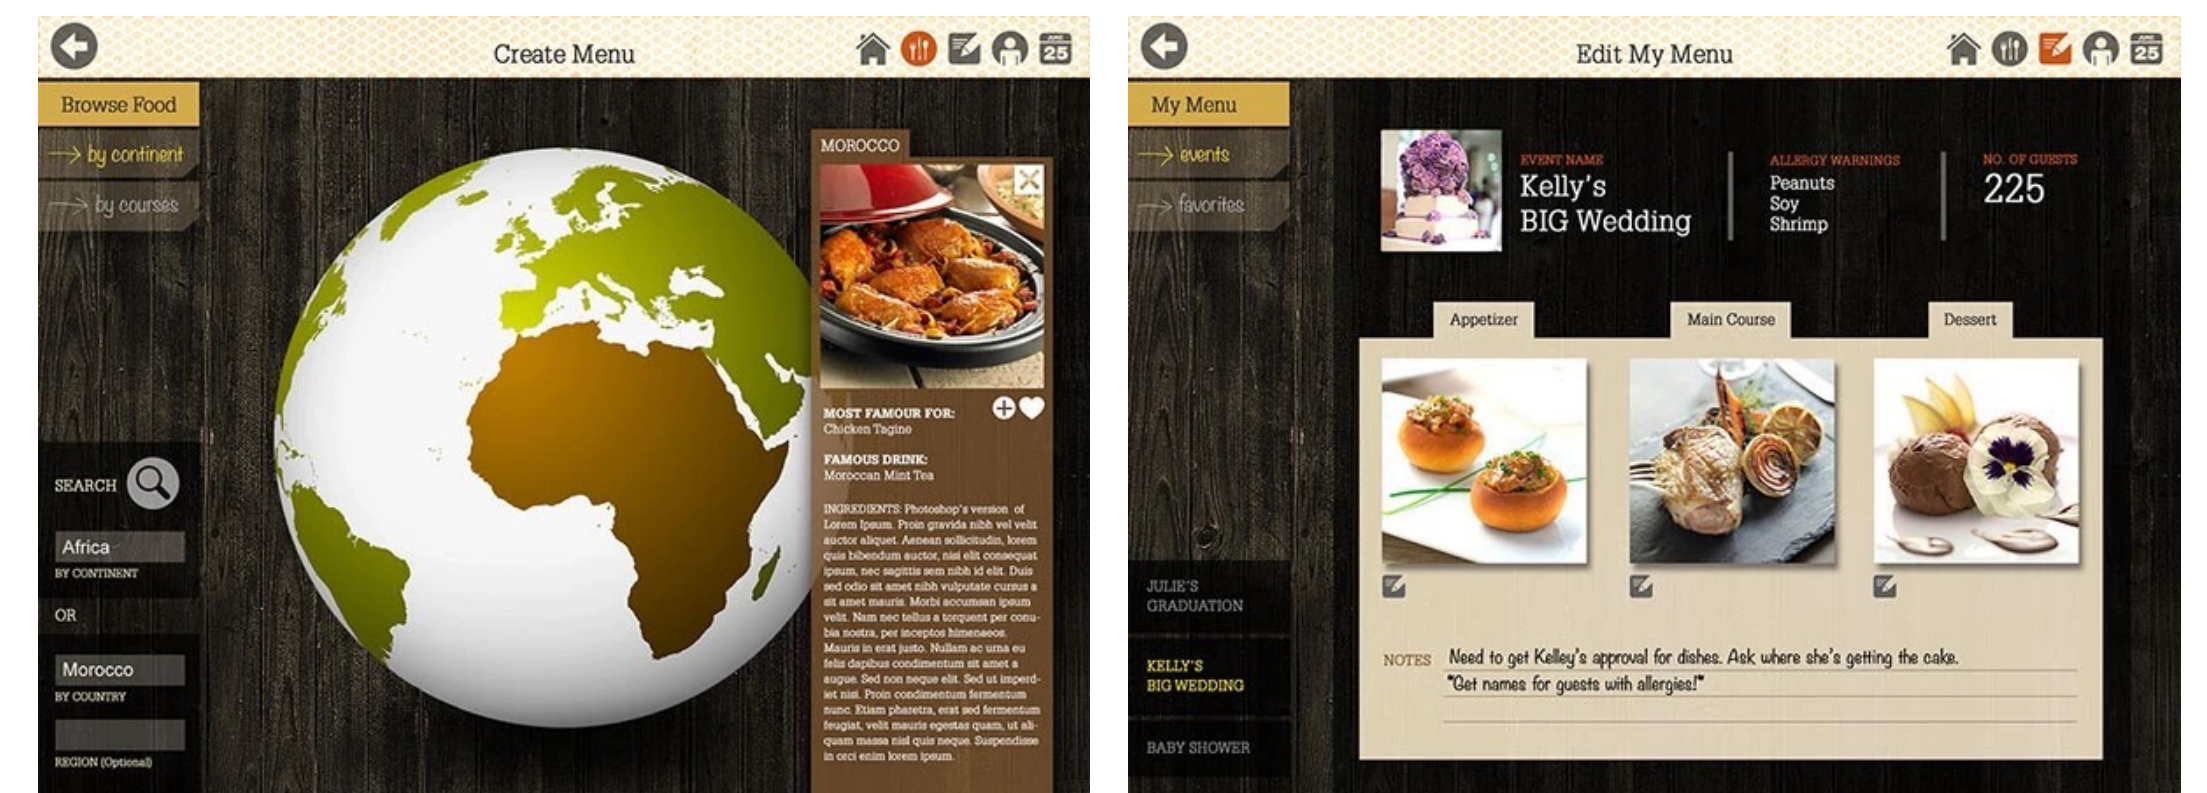 Create Menu
JUNE
25
Browse Food
by continent
by courses
SEARCH
Africa
BY CONTINENT
OR
Morocco
BY COUNTRY
REGION (Optional)
MOROCCO
MOST FAMOUR FOR:
Chicken Tagine
FAMOUS DRINK:
Moroccan Mint Tea
INGREDIENTS: Photoshop's version of
Lorem Ipsum. Proin gravida nibh vel velit
auctor aliquet. Aenean sollicitudin, lorem
quis bibendum auctor, nisi elit consequat
ipsum, nec sagittis sem nibh id elit. Duis
sed odio sit amet nibh vulputate cursus a
sit amet mauris. Morbi accumsan ipsum
velit. Nam nec tellus a torquent per conu-
bia nostra, per inceptos himenaeos.
Mauris in erat justo. Nullam ac urna eu
felis dapibus condimentum sit amet a
augue. Sed non neque elit. Sed ut imperd-
iet nisi. Proin condimentum fermentum
nunc. Etiam pharetra, erat sed fermentum
feugiat, velit mauris egestas quam, ut ali-
quam massa nisl quis neque. Suspendisse
in orci enim lorem ipsum.
Edit My Menu
JUNE
25
My Menu
events
favorites
JULIE'S
GRADUATION
KELLY'S
BIG WEDDING
BABY SHOWER
EVENT NAME
Kelly's
BIG Wedding
ALLERGY WARNINGS
Peanuts
Soy
Shrimp
NO. OF GUESTS
225
Appetizer
Main Course
Dessert
NOTES
Need to get Kelley's approval for dishes. Ask where she's getting the cake.
"Get names for guests with allergies!"